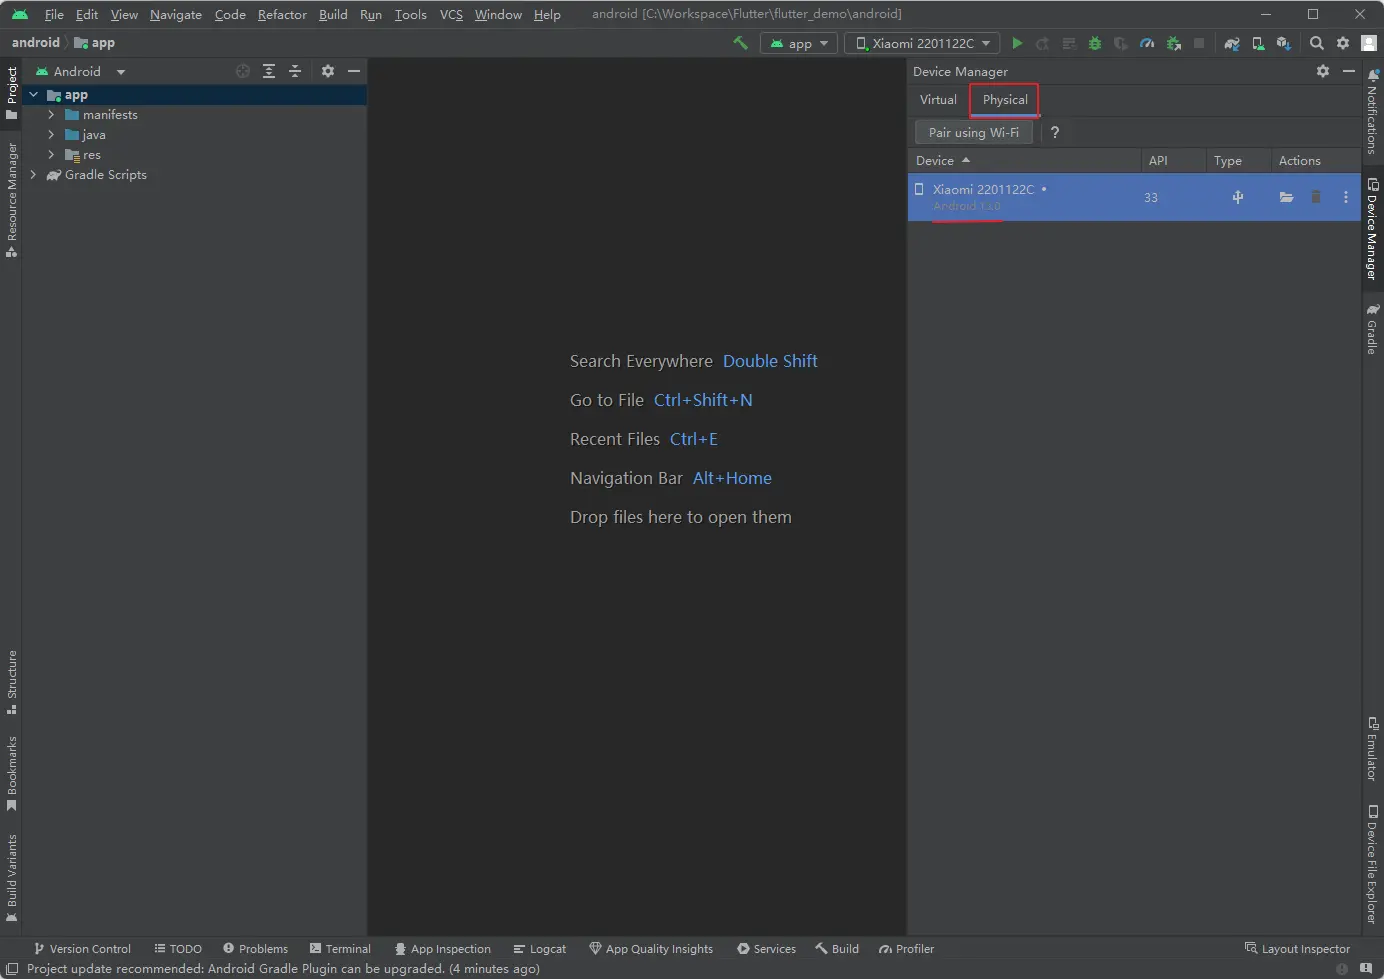 File Edit View Navigate Code Refactor Build Run Tools VCS Window Help android [C:\Workspace\Flutter\flutter_demo\android]
android app
app Xiaomi 2201122C
Project
Resource Manager
Structure
Bookmarks
Build Variants
Android
app
manifests
java
res
Gradle Scripts
Search Everywhere Double Shift
Go to File Ctrl+Shift+N
Recent Files Ctrl+E
Navigation Bar Alt+Home
Drop files here to open them
Device Manager
Virtual Physical
Pair using Wi-Fi ?
Device API Type Actions
Xiaomi 2201122C
Android 13.0
33
Notifications
Device Manager
Gradle
Emulator
Device File Explorer
Version Control TODO Problems Terminal App Inspection Logcat App Quality Insights Services Build Profiler Layout Inspector
Project update recommended: Android Gradle Plugin can be upgraded. (4 minutes ago)